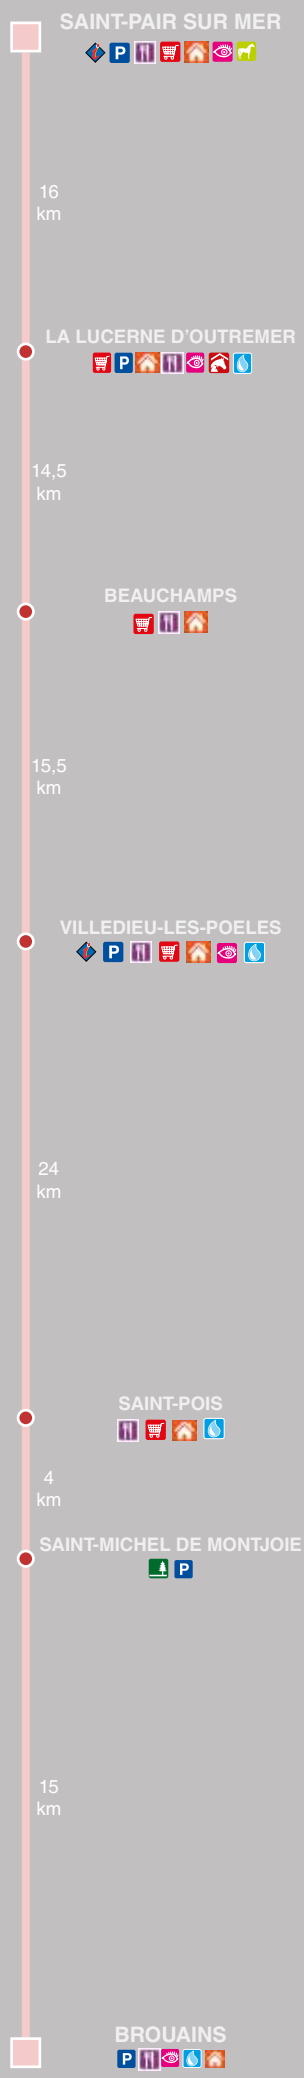 SAINT-PAIR SUR MER
P
16
km
LA LUCERNE D'OUTREMER
P
14,5
km
BEAUCHAMPS
15,5
km
VILLEDIEU-LES-POELES
P
24
km
SAINT-POIS
4
km
SAINT-MICHEL DE MONTJOIE
P
15
km
BROUAINS
P